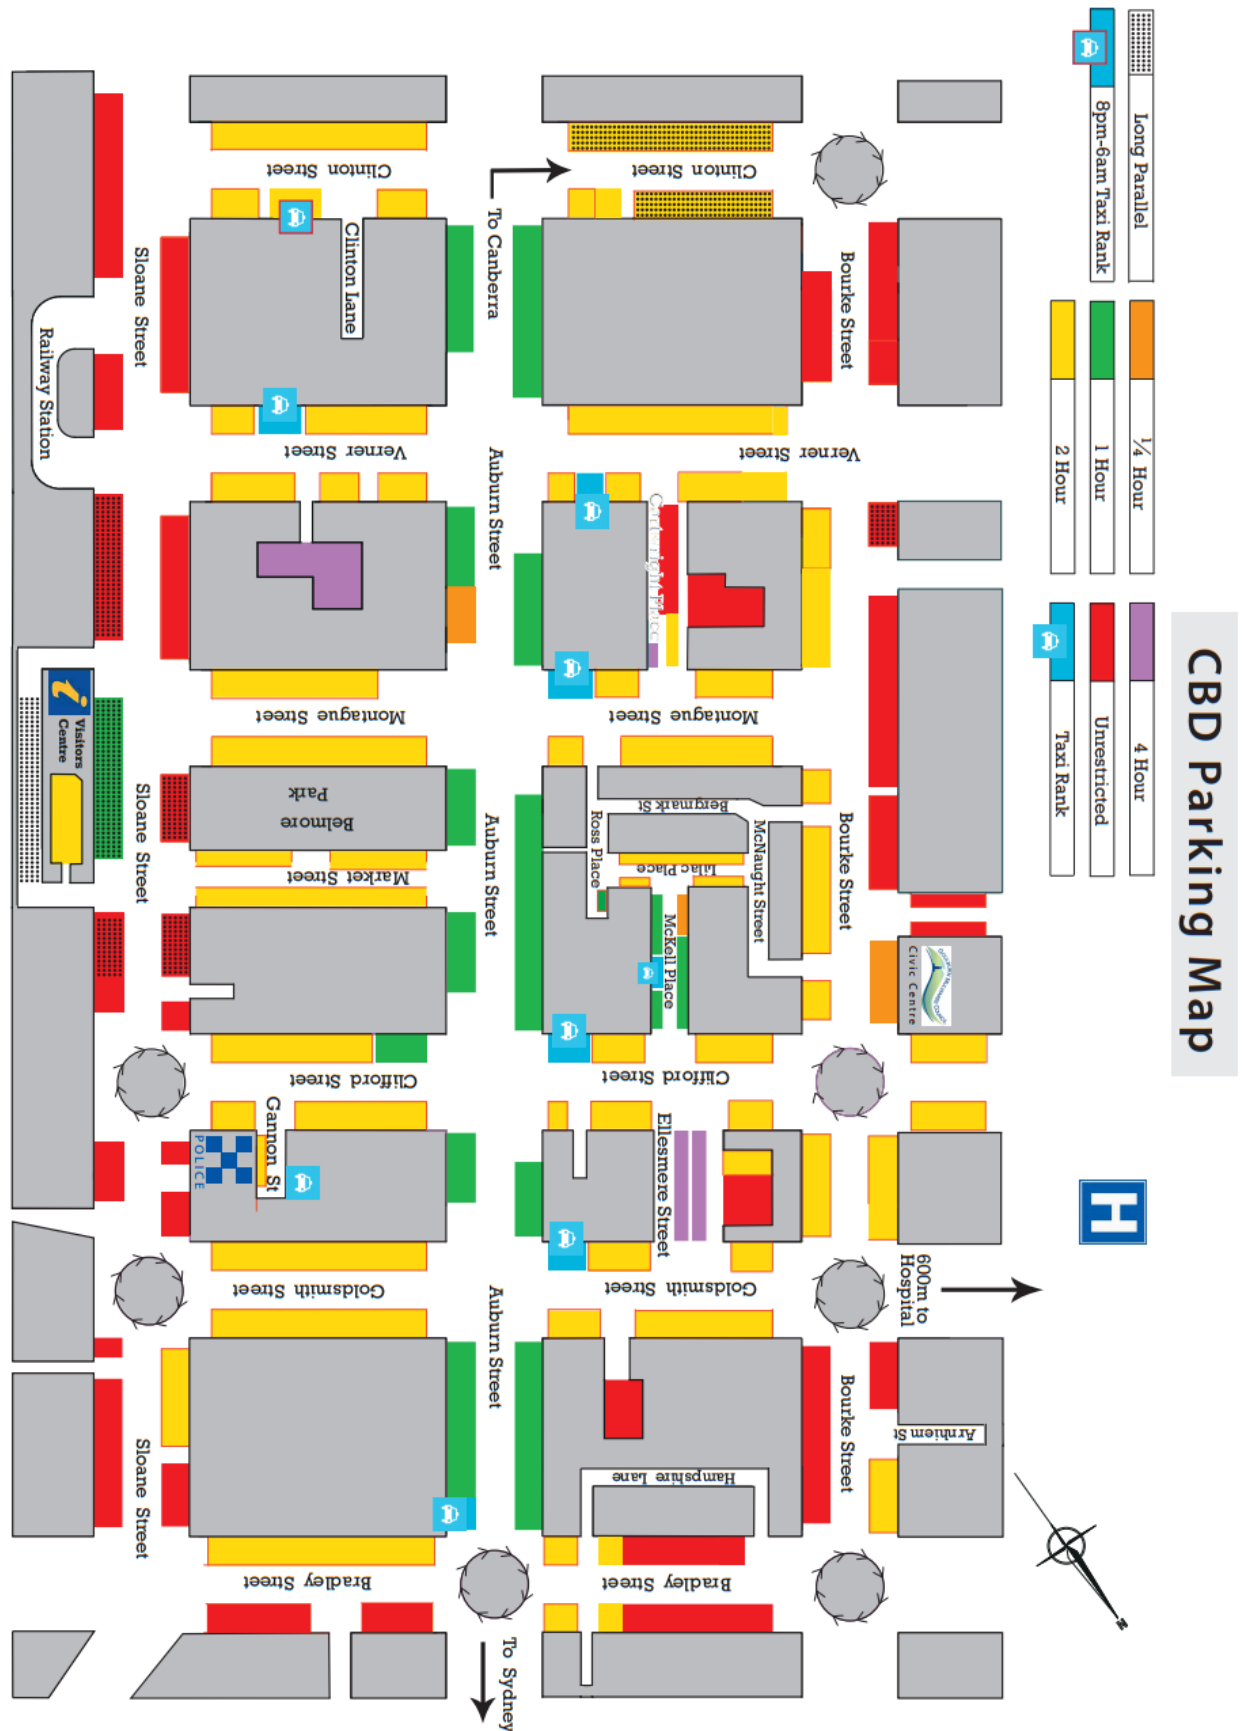 CBD Parking Map
Long Parallel
8pm-6am Taxi Rank
¼ Hour
1 Hour
2 Hour
4 Hour
Unrestricted
Taxi Rank
H
600m to
Hospital
N
Clinton Street
Clinton Street
To Canberra
Clinton Lane
Sloane Street
Railway Station
Bourke Street
Verner Street
Verner Street
Auburn Street
Cartwright Place
Montague Street
Montague Street
i
Visitors
Centre
Sloane Street
Belmore
Park
Market Street
Auburn Street
Ross Place
Bergmark St
Lilac Place
McNaught Street
McKell Place
Bourke Street
Civic Centre
Clifford Street
Clifford Street
Gannon St
POLICE
Ellesmere Street
Goldsmith Street
Goldsmith Street
Auburn Street
Sloane Street
Hampshire Lane
Bourke Street
Arnhiem St
Bradley Street
Bradley Street
To Sydney